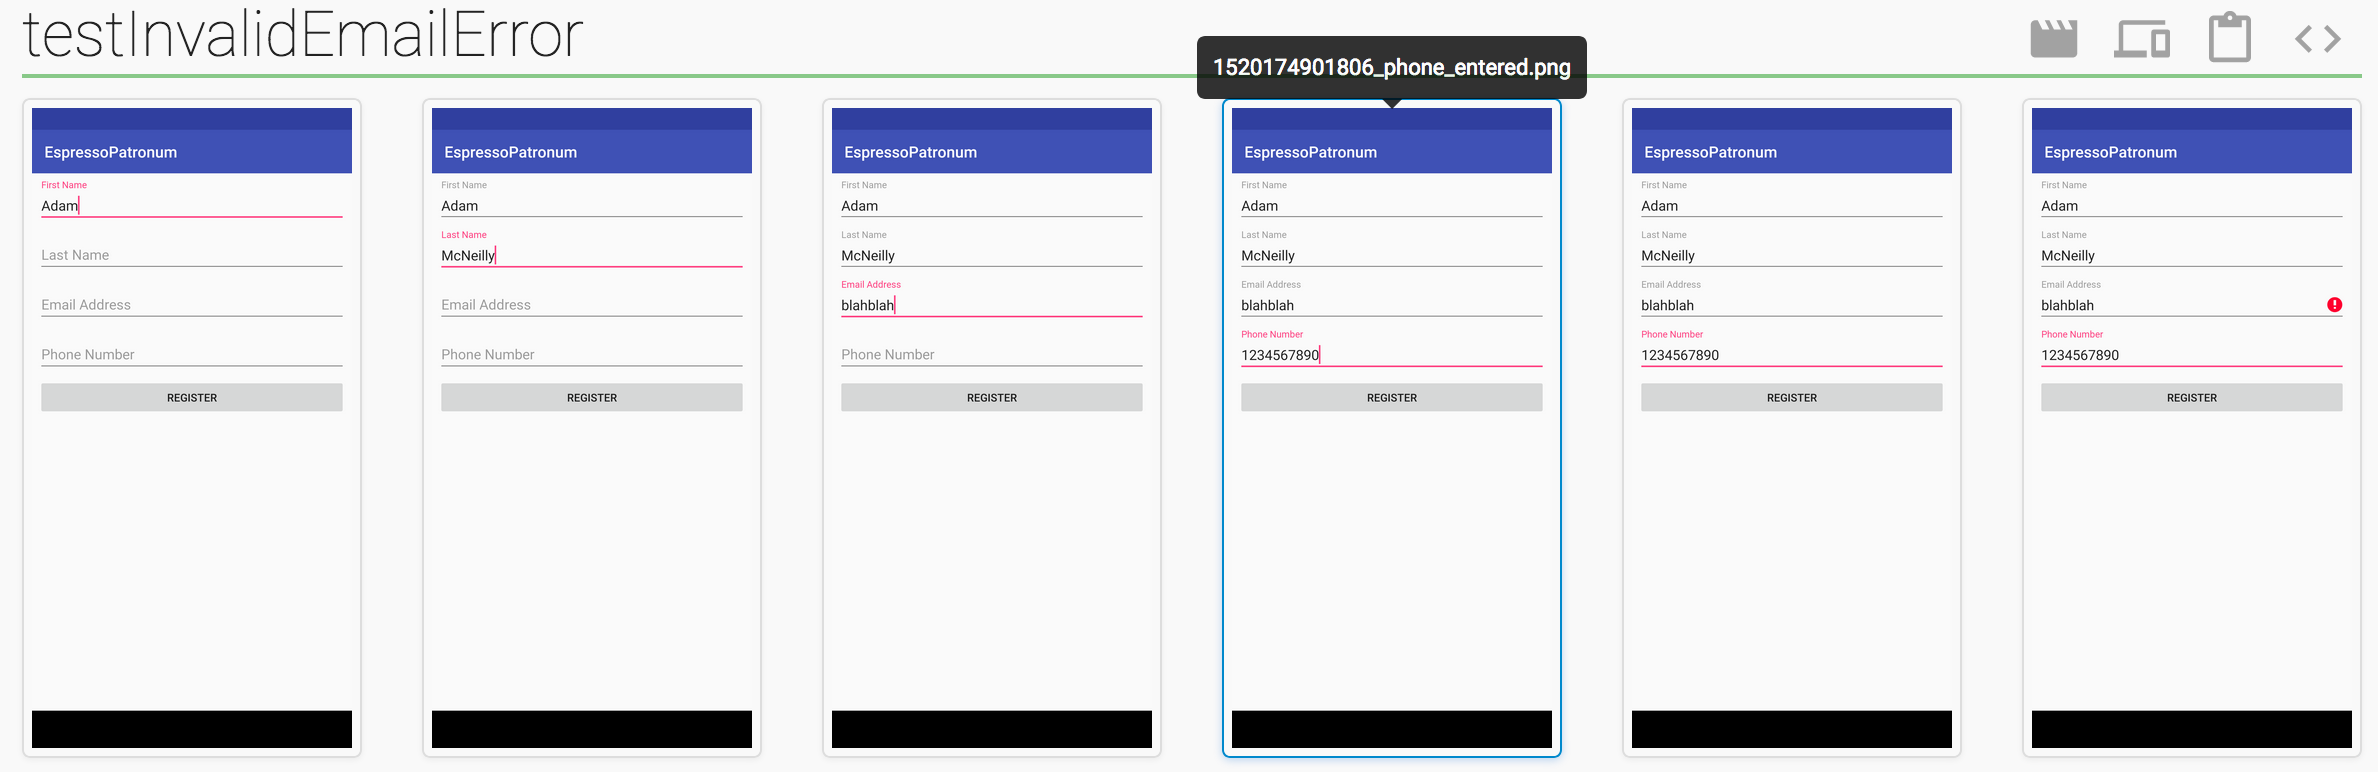 testInvalidEmailError
1520174901806_phone_entered.png
EspressoPatronum
First Name
Adam
Last Name
Email Address
Phone Number
REGISTER
EspressoPatronum
First Name
Adam
Last Name
McNeilly
Email Address
Phone Number
REGISTER
EspressoPatronum
First Name
Adam
Last Name
McNeilly
Email Address
blahblah
Phone Number
REGISTER
EspressoPatronum
First Name
Adam
Last Name
McNeilly
Email Address
blahblah
Phone Number
1234567890
REGISTER
EspressoPatronum
First Name
Adam
Last Name
McNeilly
Email Address
blahblah
Phone Number
1234567890
REGISTER
EspressoPatronum
First Name
Adam
Last Name
McNeilly
Email Address
blahblah
Phone Number
1234567890
REGISTER